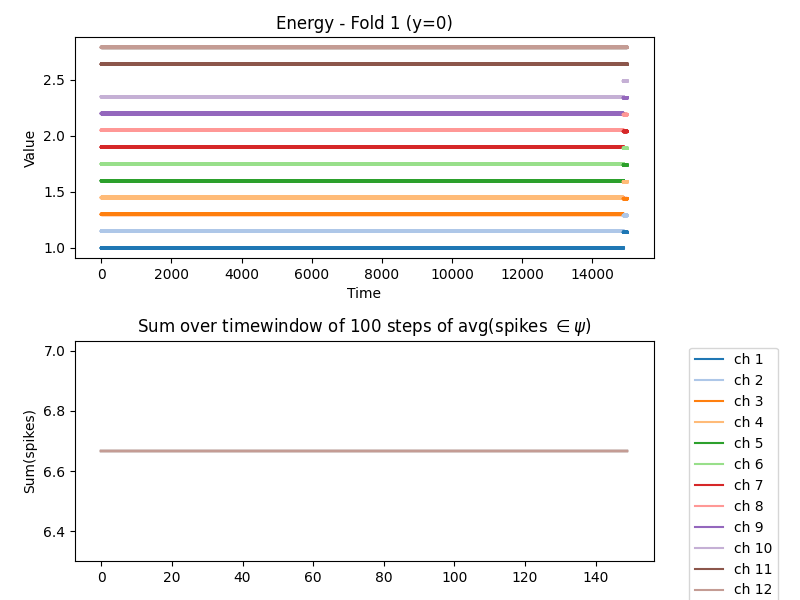 Energy - Fold 1 (y=0)
Value
2.5
2.0
1.5
1.0
0 2000 4000 6000 8000 10000 12000 14000
Time
Sum over timewindow of 100 steps of avg(spikes ∈ ψ)
Sum(spikes)
7.0
6.8
6.6
6.4
0 20 40 60 80 100 120 140
ch 1
ch 2
ch 3
ch 4
ch 5
ch 6
ch 7
ch 8
ch 9
ch 10
ch 11
ch 12